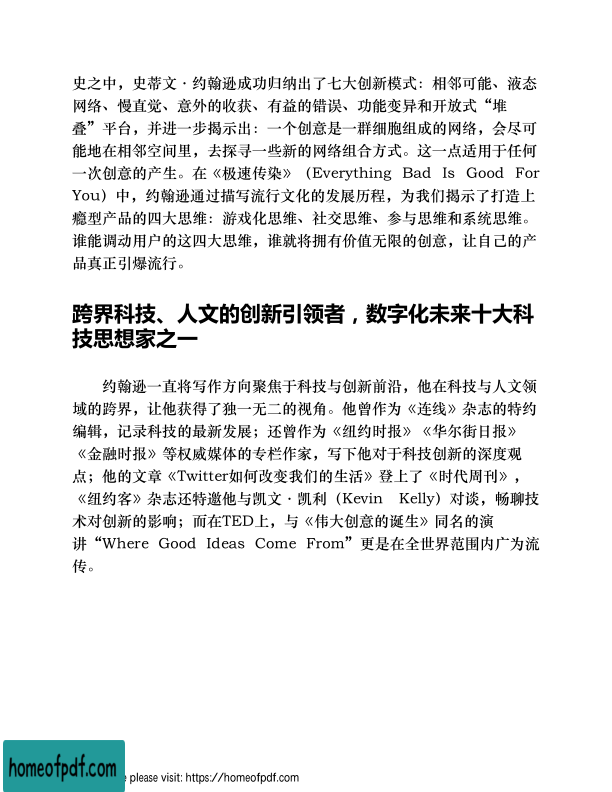 史之中，史蒂文·约翰逊成功归纳出了七大创新模式：相邻可能、液态
网络、慢直觉、意外的收获、有益的错误、功能变异和开放式“堆
叠”平台，并进一步揭示出：一个创意是一群细胞组成的网络，会尽可
能地在相邻空间里，去探寻一些新的网络组合方式。这一点适用于任何
一次创意的产生。在《极速传染》（Everything Bad Is Good For
You）中，约翰逊通过描写流行文化的发展历程，为我们揭示了打造上
瘾型产品的四大思维：游戏化思维、社交思维、参与思维和系统思维。
谁能调动用户的这四大思维，谁就将拥有价值无限的创意，让自己的产
品真正引爆流行。
跨界科技、人文的创新引领者，数字化未来十大科
技思想家之一
约翰逊一直将写作方向聚焦于科技与创新前沿，他在科技与人文领
域的跨界，让他获得了独一无二的视角。他曾作为《连线》杂志的特约
编辑，记录科技的最新发展；还曾作为《纽约时报》《华尔街日报》
《金融时报》等权威媒体的专栏作家，写下他对于科技创新的深度观
点；他的文章《Twitter如何改变我们的生活》登上了《时代周刊》，
《纽约客》杂志还特邀他与凯文·凯利（Kevin Kelly）对谈，畅聊技
术对创新的影响；而在TED上，与《伟大创意的诞生》同名的演
讲“Where Good Ideas Come From”更是在全世界范围内广为流
传。
homeofpdf.com
e please visit: https://homeofpdf.com